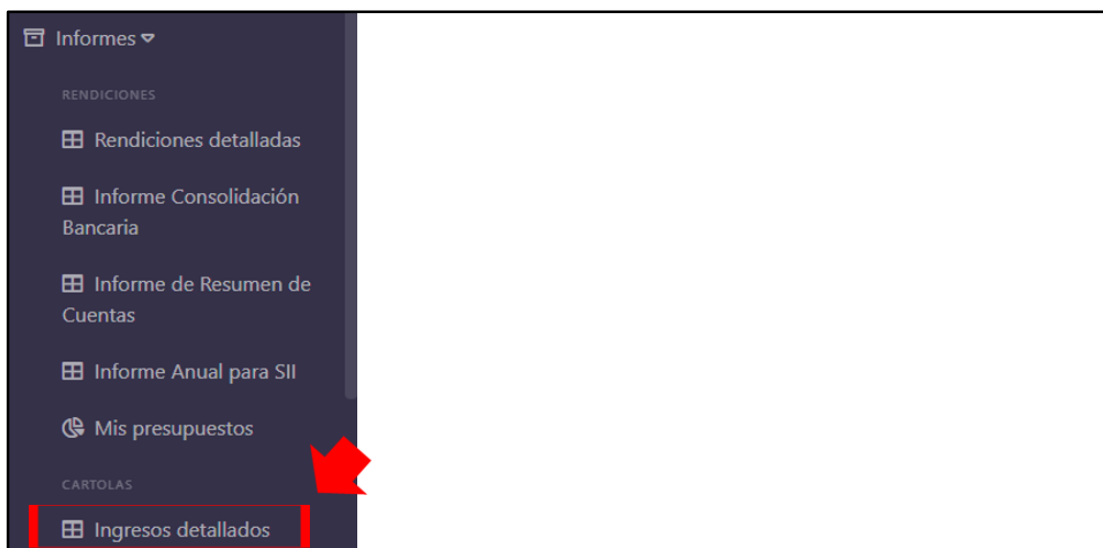 Informes
RENDICIONES
Rendiciones detalladas
Informe Consolidación
Bancaria
Informe de Resumen de
Cuentas
Informe Anual para SII
Mis presupuestos
CARTOLAS
Ingresos detallados